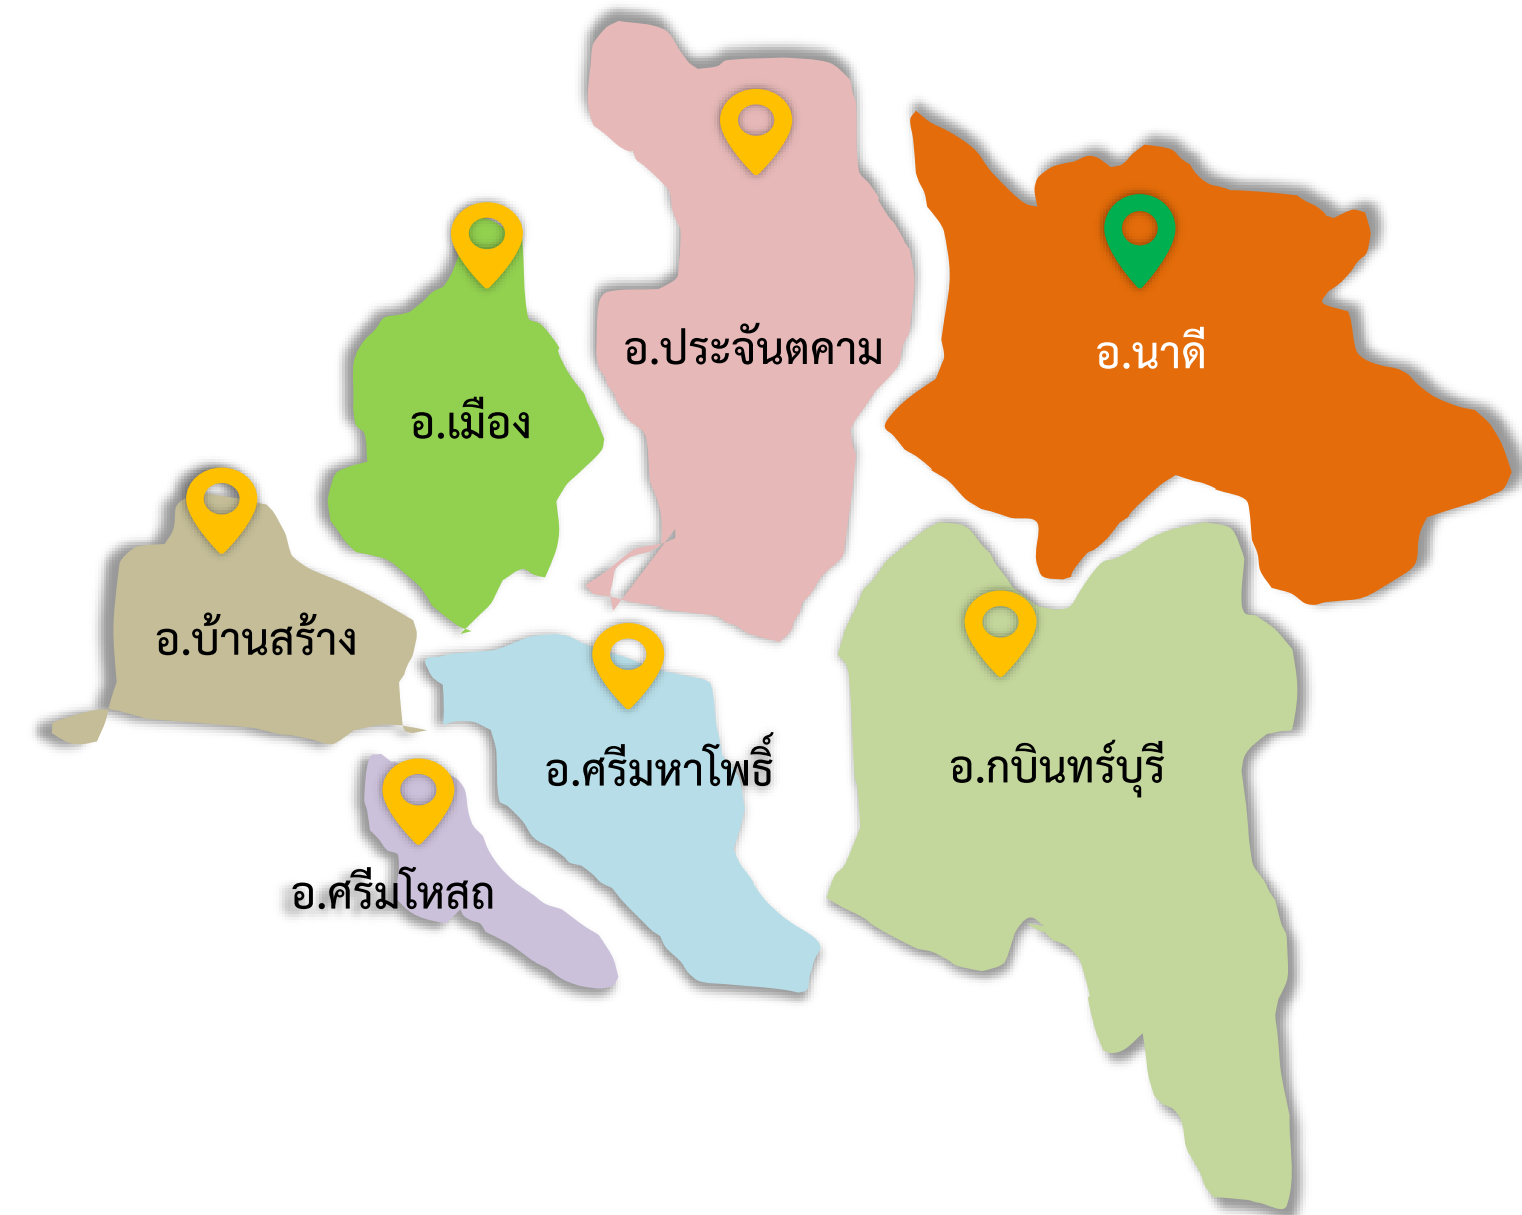 อ.ประจันตคาม
อ.นาดี
อ.เมือง
อ.บ้านสร้าง
อ.ศรีมหาโพธิ์
อ.กบินทร์บุรี
อ.ศรีมโหสถ